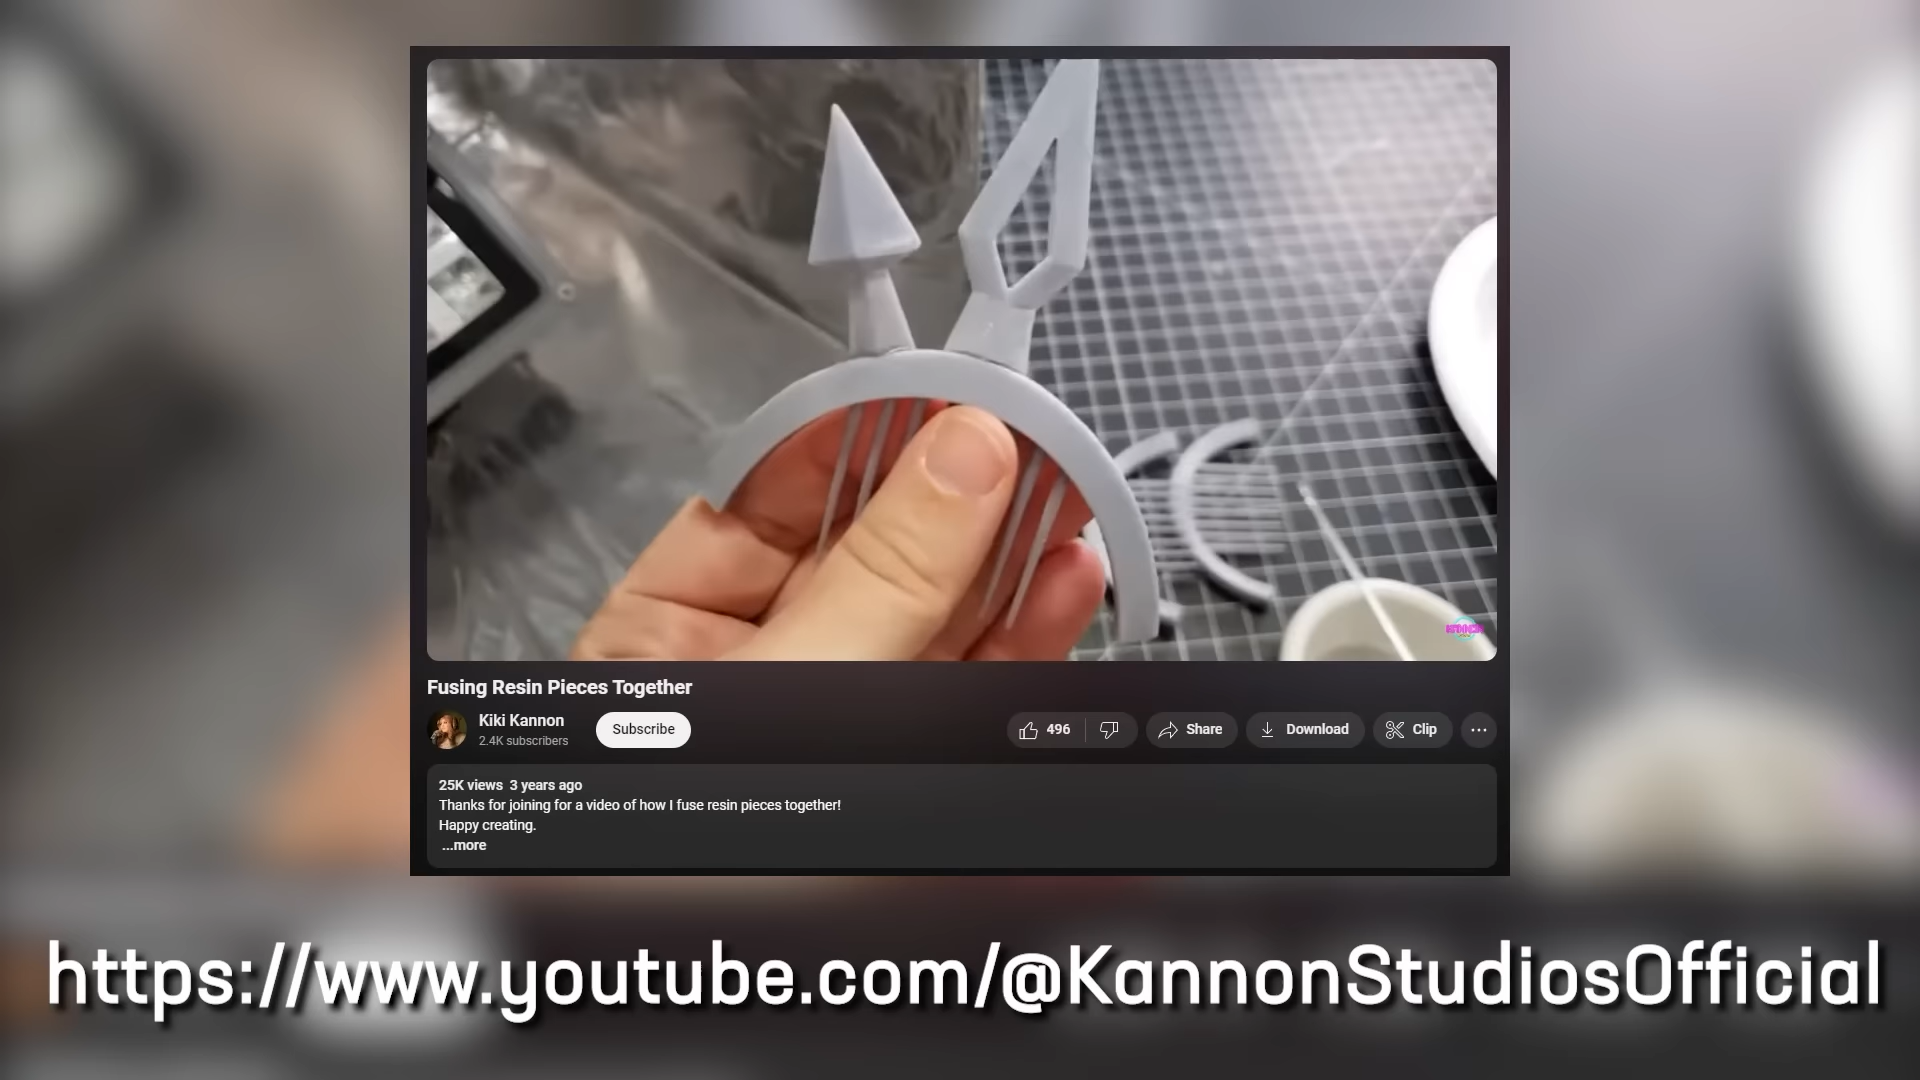 Fusing Resin Pieces Together
Kiki Kannon
2.4K subscribers
Subscribe
496
Share
Download
Clip
25K views 3 years ago
Thanks for joining for a video of how I fuse resin pieces together!
Happy creating.
...more
https://www.youtube.com/@KannonStudiosOfficial